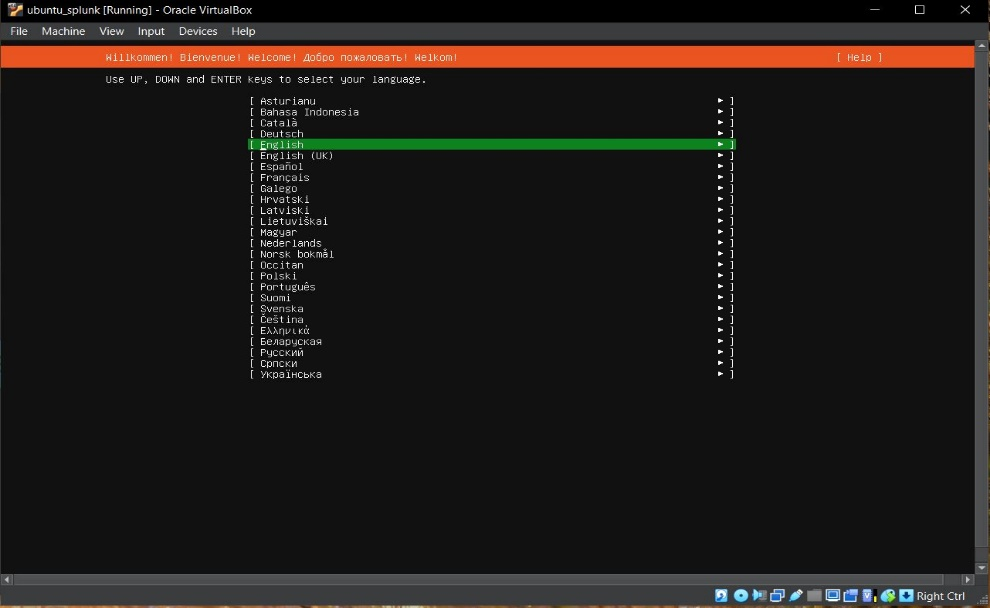 ubuntu_splunk [Running] - Oracle VirtualBox
File Machine View Input Devices Help
Willkommen! Bienvenue! Welcome! Добро пожаловать! Welkom! [ Help ]
Use UP, DOWN and ENTER keys to select your language.
[ Asturianu ► ]
[ Bahasa Indonesia ► ]
[ Català ► ]
[ Deutsch ► ]
[ English ► ]
[ English (UK) ► ]
[ Español ► ]
[ Français ► ]
[ Galego ► ]
[ Hrvatski ► ]
[ Latviski ► ]
[ Lietuviškai ► ]
[ Magyar ► ]
[ Nederlands ► ]
[ Norsk bokmål ► ]
[ Occitan ► ]
[ Polski ► ]
[ Português ► ]
[ Suomi ► ]
[ Svenska ► ]
[ Čeština ► ]
[ Ελληνικά ► ]
[ Беларуская ► ]
[ Русский ► ]
[ Српски ► ]
[ Українська ► ]
Right Ctrl